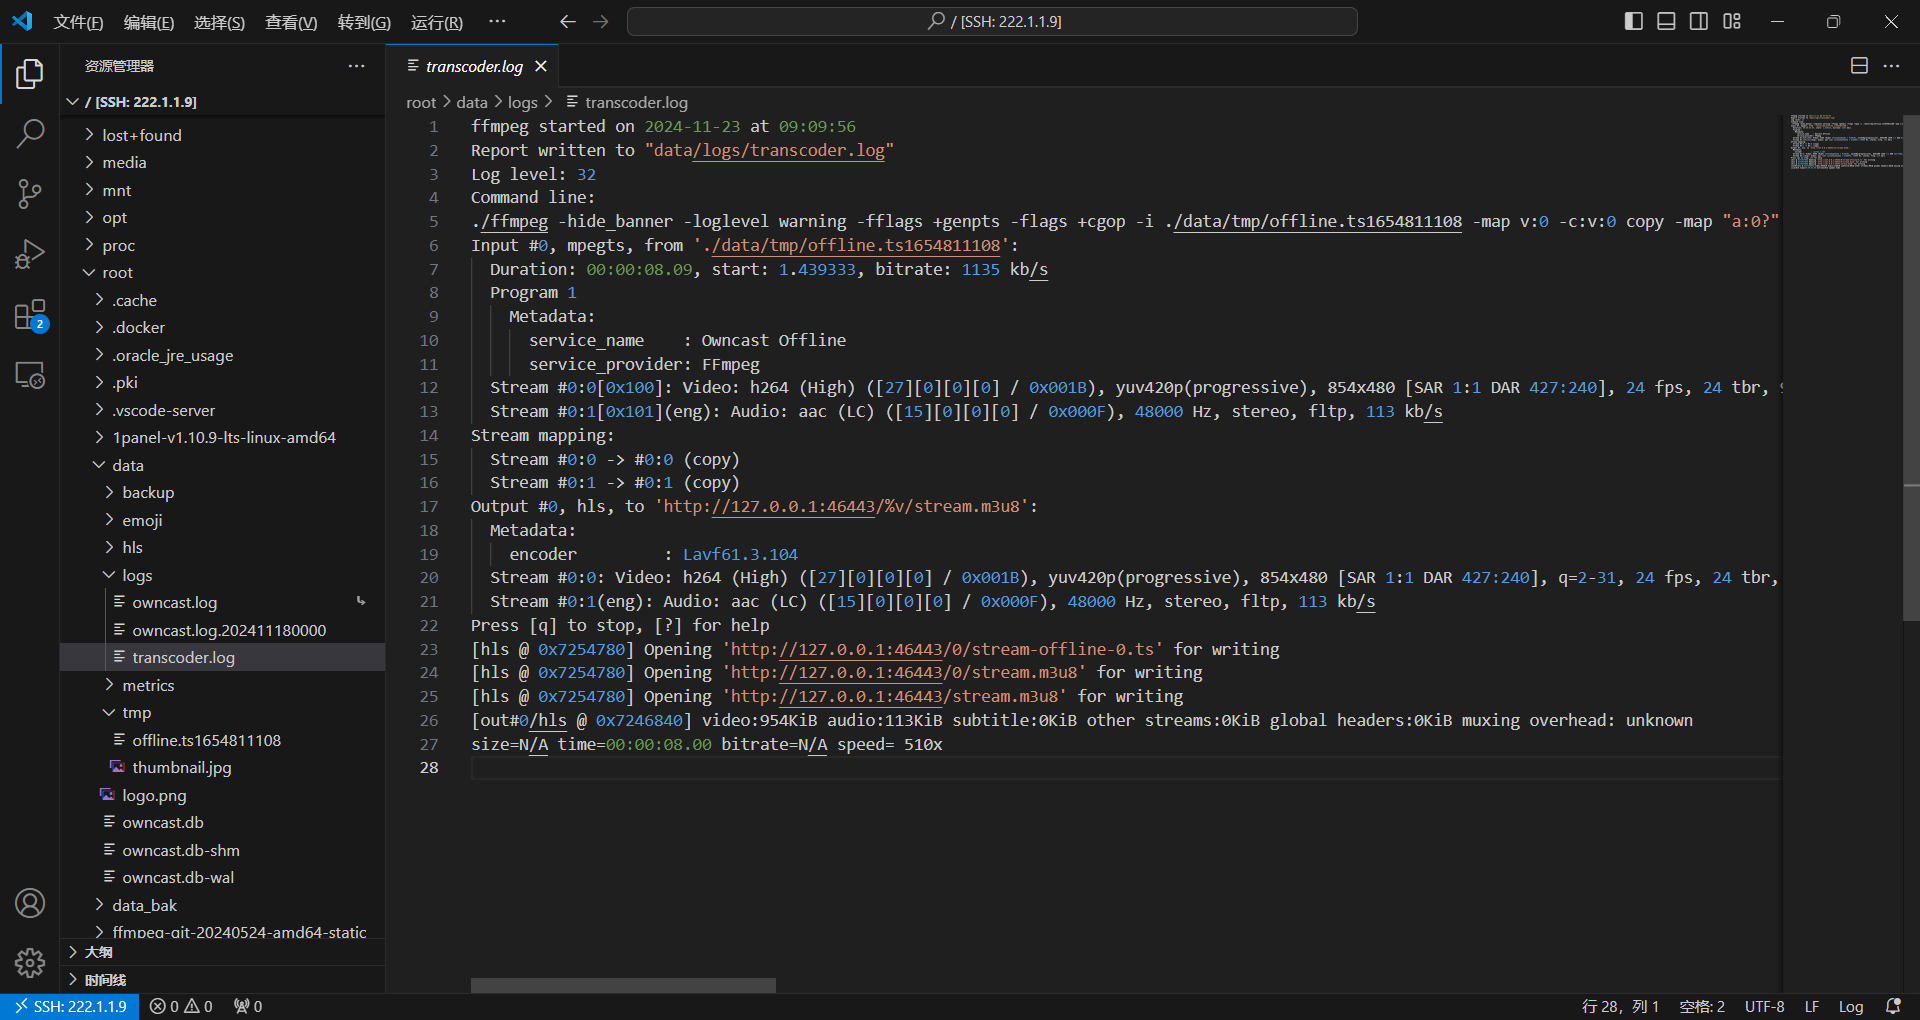 文件(F) 编辑(E) 选择(S) 查看(V) 转到(G) 运行(R) ··· / [SSH: 222.1.1.9]
资源管理器
/ [SSH: 222.1.1.9]
lost+found
media
mnt
opt
proc
root
.cache
.docker
.oracle_jre_usage
.pki
.vscode-server
1panel-v1.10.9-lts-linux-amd64
data
backup
emoji
hls
logs
owncast.log
owncast.log.202411180000
transcoder.log
metrics
tmp
offline.ts1654811108
thumbnail.jpg
logo.png
owncast.db
owncast.db-shm
owncast.db-wal
data_bak
ffmpeg-git-20240524-amd64-static
大纲
时间线
2
transcoder.log
root > data > logs > transcoder.log
1 ffmpeg started on 2024-11-23 at 09:09:56
2 Report written to "data/logs/transcoder.log"
3 Log level: 32
4 Command line:
5 ./ffmpeg -hide_banner -loglevel warning -fflags +genpts -flags +cgop -i ./data/tmp/offline.ts1654811108 -map v:0 -c:v:0 copy -map "a:0?"
6 Input #0, mpegts, from './data/tmp/offline.ts1654811108':
7 Duration: 00:00:08.09, start: 1.439333, bitrate: 1135 kb/s
8 Program 1
9 Metadata:
10 service_name    : Owncast Offline
11 service_provider: FFmpeg
12 Stream #0:0[0x100]: Video: h264 (High) ([27][0][0][0] / 0x001B), yuv420p(progressive), 854x480 [SAR 1:1 DAR 427:240], 24 fps, 24 tbr,
13 Stream #0:1[0x101](eng): Audio: aac (LC) ([15][0][0][0] / 0x000F), 48000 Hz, stereo, fltp, 113 kb/s
14 Stream mapping:
15 Stream #0:0 -> #0:0 (copy)
16 Stream #0:1 -> #0:1 (copy)
17 Output #0, hls, to 'http://127.0.0.1:46443/%v/stream.m3u8':
18 Metadata:
19 encoder         : Lavf61.3.104
20 Stream #0:0: Video: h264 (High) ([27][0][0][0] / 0x001B), yuv420p(progressive), 854x480 [SAR 1:1 DAR 427:240], q=2-31, 24 fps, 24 tbr,
21 Stream #0:1(eng): Audio: aac (LC) ([15][0][0][0] / 0x000F), 48000 Hz, stereo, fltp, 113 kb/s
22 Press [q] to stop, [?] for help
23 [hls @ 0x7254780] Opening 'http://127.0.0.1:46443/0/stream-offline-0.ts' for writing
24 [hls @ 0x7254780] Opening 'http://127.0.0.1:46443/0/stream.m3u8' for writing
25 [hls @ 0x7254780] Opening 'http://127.0.0.1:46443/stream.m3u8' for writing
26 [out#0/hls @ 0x7246840] video:954KiB audio:113KiB subtitle:0KiB other streams:0KiB global headers:0KiB muxing overhead: unknown
27 size=N/A time=00:00:08.00 bitrate=N/A speed= 510x
28
SSH: 222.1.1.9 0 0 0 行 28，列 1 空格: 2 UTF-8 LF Log